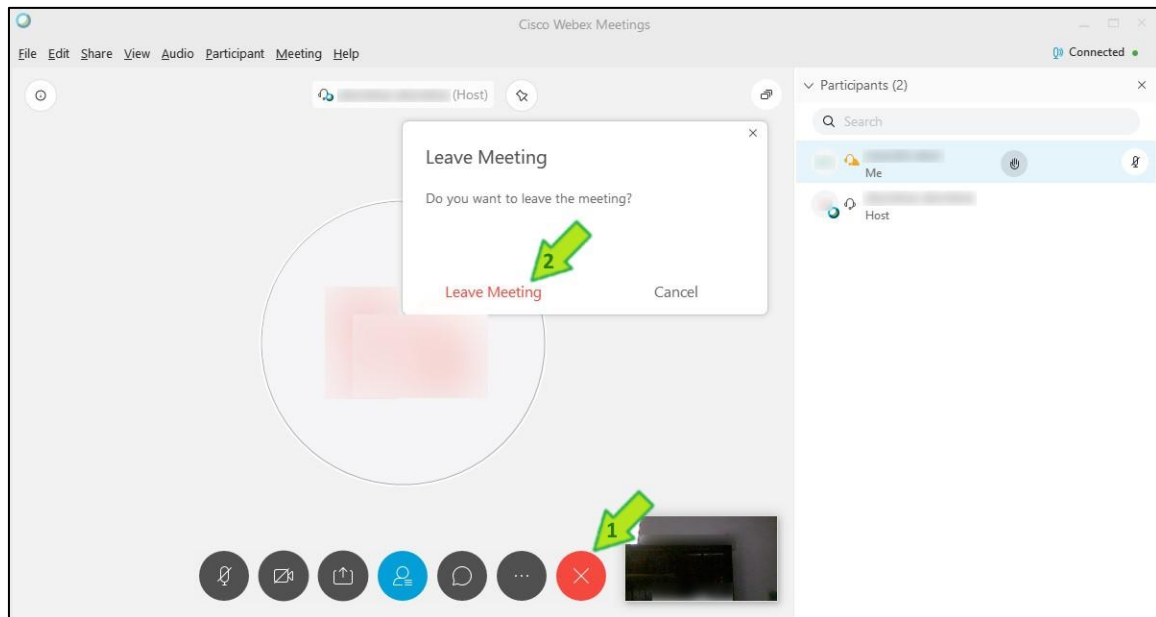 Cisco Webex Meetings
File Edit Share View Audio Participant Meeting Help
Connected
(Host)
Participants (2)
Search
Me
Host
Leave Meeting
Do you want to leave the meeting?
2
Leave Meeting Cancel
1